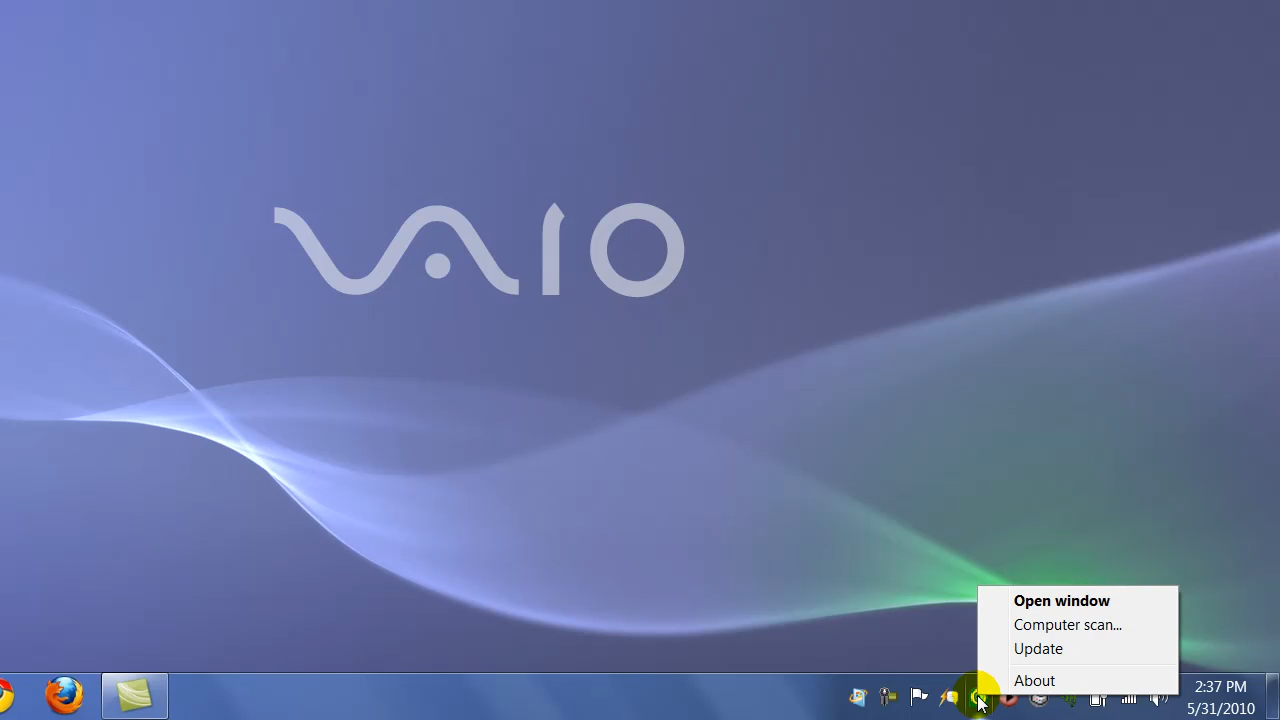 VAIO
Open window
Computer scan...
Update
About
2:37 PM
5/31/2010